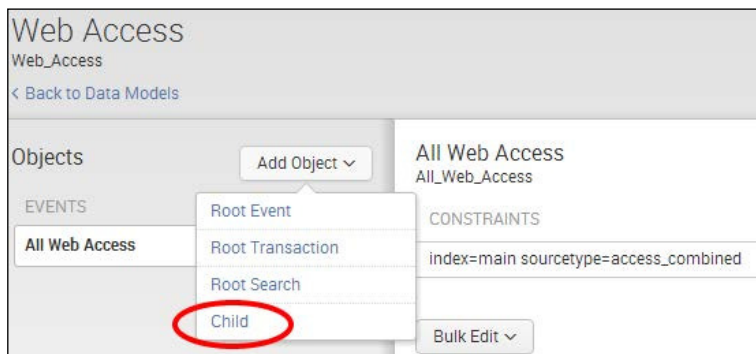 Web Access
Web_Access
< Back to Data Models
Objects
Add Object
EVENTS
All Web Access
Root Event
Root Transaction
Root Search
Child
All Web Access
All_Web_Access
CONSTRAINTS
index=main sourcetype=access_combined
Bulk Edit